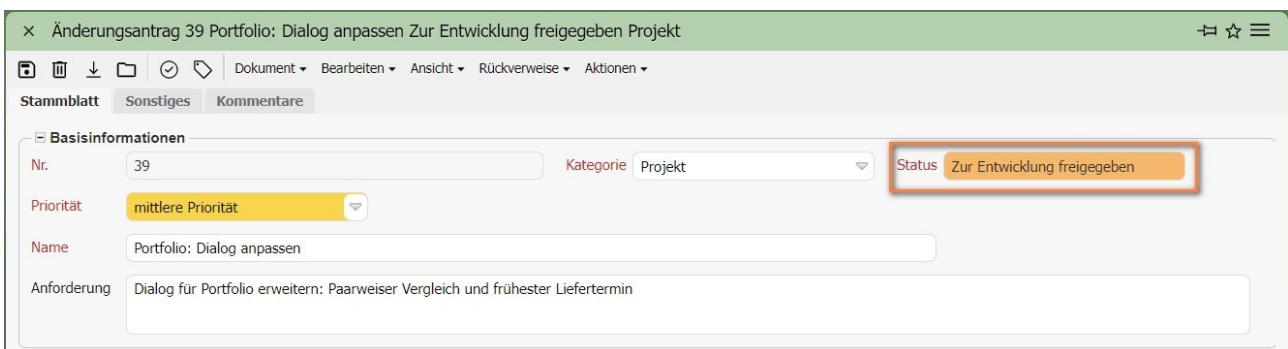 Änderungsantrag 39 Portfolio: Dialog anpassen Zur Entwicklung freigegeben Projekt
Dokument Bearbeiten Ansicht Rückverweise Aktionen
Stammblatt Sonstiges Kommentare
Basisinformationen
Nr. 39 Kategorie Projekt Status Zur Entwicklung freigegeben
Priorität mittlere Priorität
Name Portfolio: Dialog anpassen
Anforderung Dialog für Portfolio erweitern: Paarweiser Vergleich und frühester Liefertermin